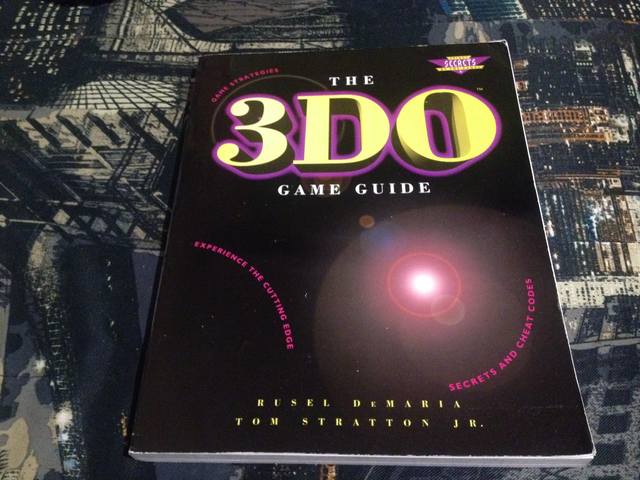 SECRETS
GAME STRATEGIES
THE
3DO™
GAME GUIDE
EXPERIENCE THE CUTTING EDGE
SECRETS AND CHEAT CODES
RUSEL DEMARIA
TOM STRATTON JR.